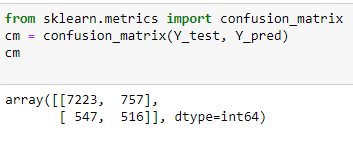 from sklearn.metrics import confusion_matrix
cm = confusion_matrix(Y_test, Y_pred)
cm
array([[7223,  757],
       [ 547,  516]], dtype=int64)